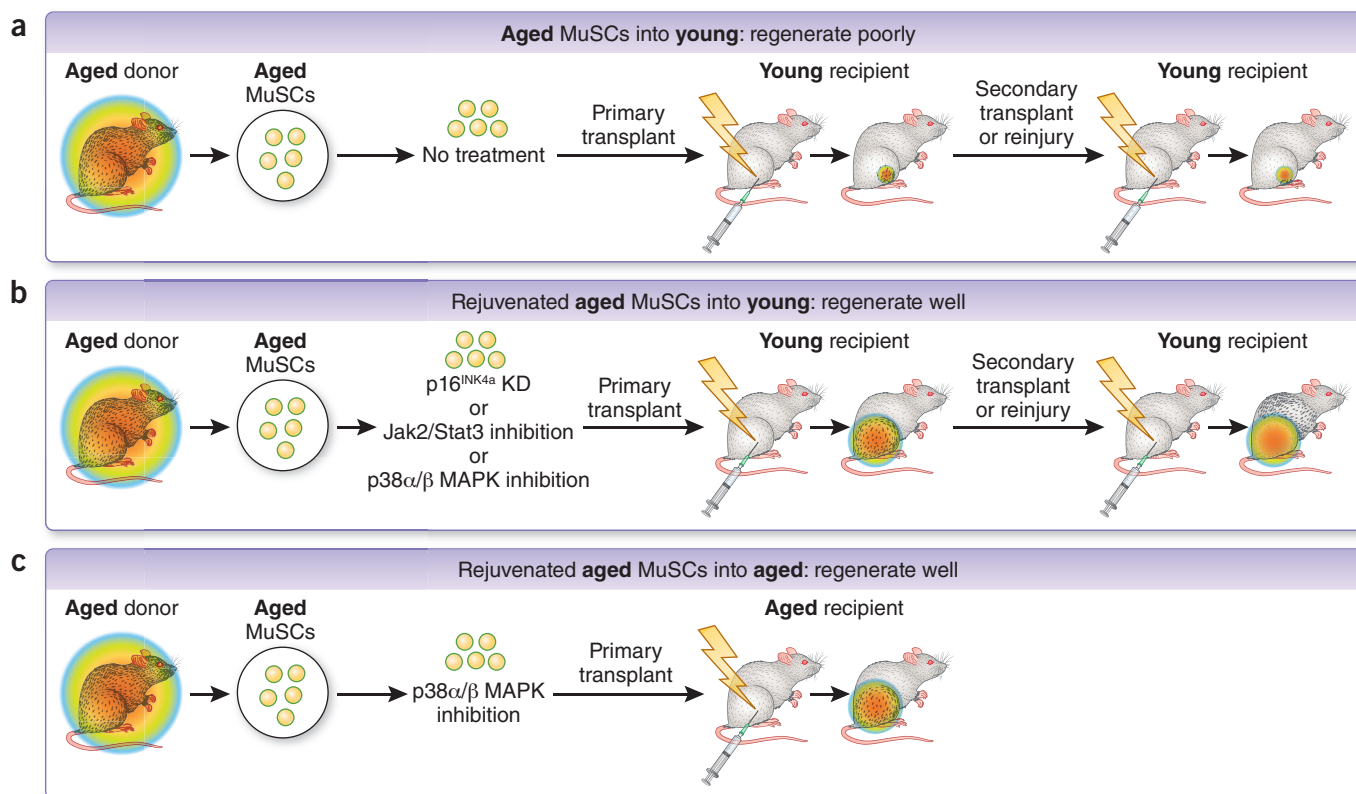 a
Aged MuSCs into young: regenerate poorly
Aged donor
Aged
MuSCs
No treatment
Primary
transplant
Young recipient
Secondary
transplant
or reinjury
Young recipient
b
Rejuvenated aged MuSCs into young: regenerate well
Aged donor
Aged
MuSCs
p16ᴵᴺᴷ⁴ᵃ KD
or
Jak2/Stat3 inhibition
or
p38α/β MAPK inhibition
Primary
transplant
Young recipient
Secondary
transplant
or reinjury
Young recipient
c
Rejuvenated aged MuSCs into aged: regenerate well
Aged donor
Aged
MuSCs
p38α/β MAPK
inhibition
Primary
transplant
Aged recipient